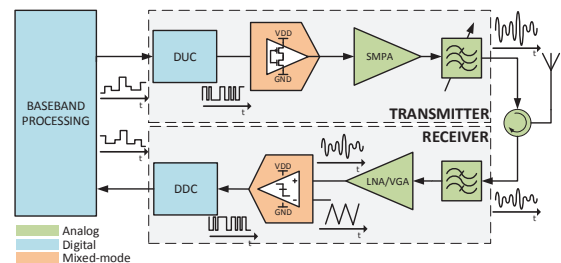 BASEBAND
PROCESSING
t
DUC
t
VDD
GND
SMPA
TRANSMITTER
t
RECEIVER
t
DDC
t
VDD
+
-
GND
t
t
LNA/VGA
t
Analog
Digital
Mixed-mode